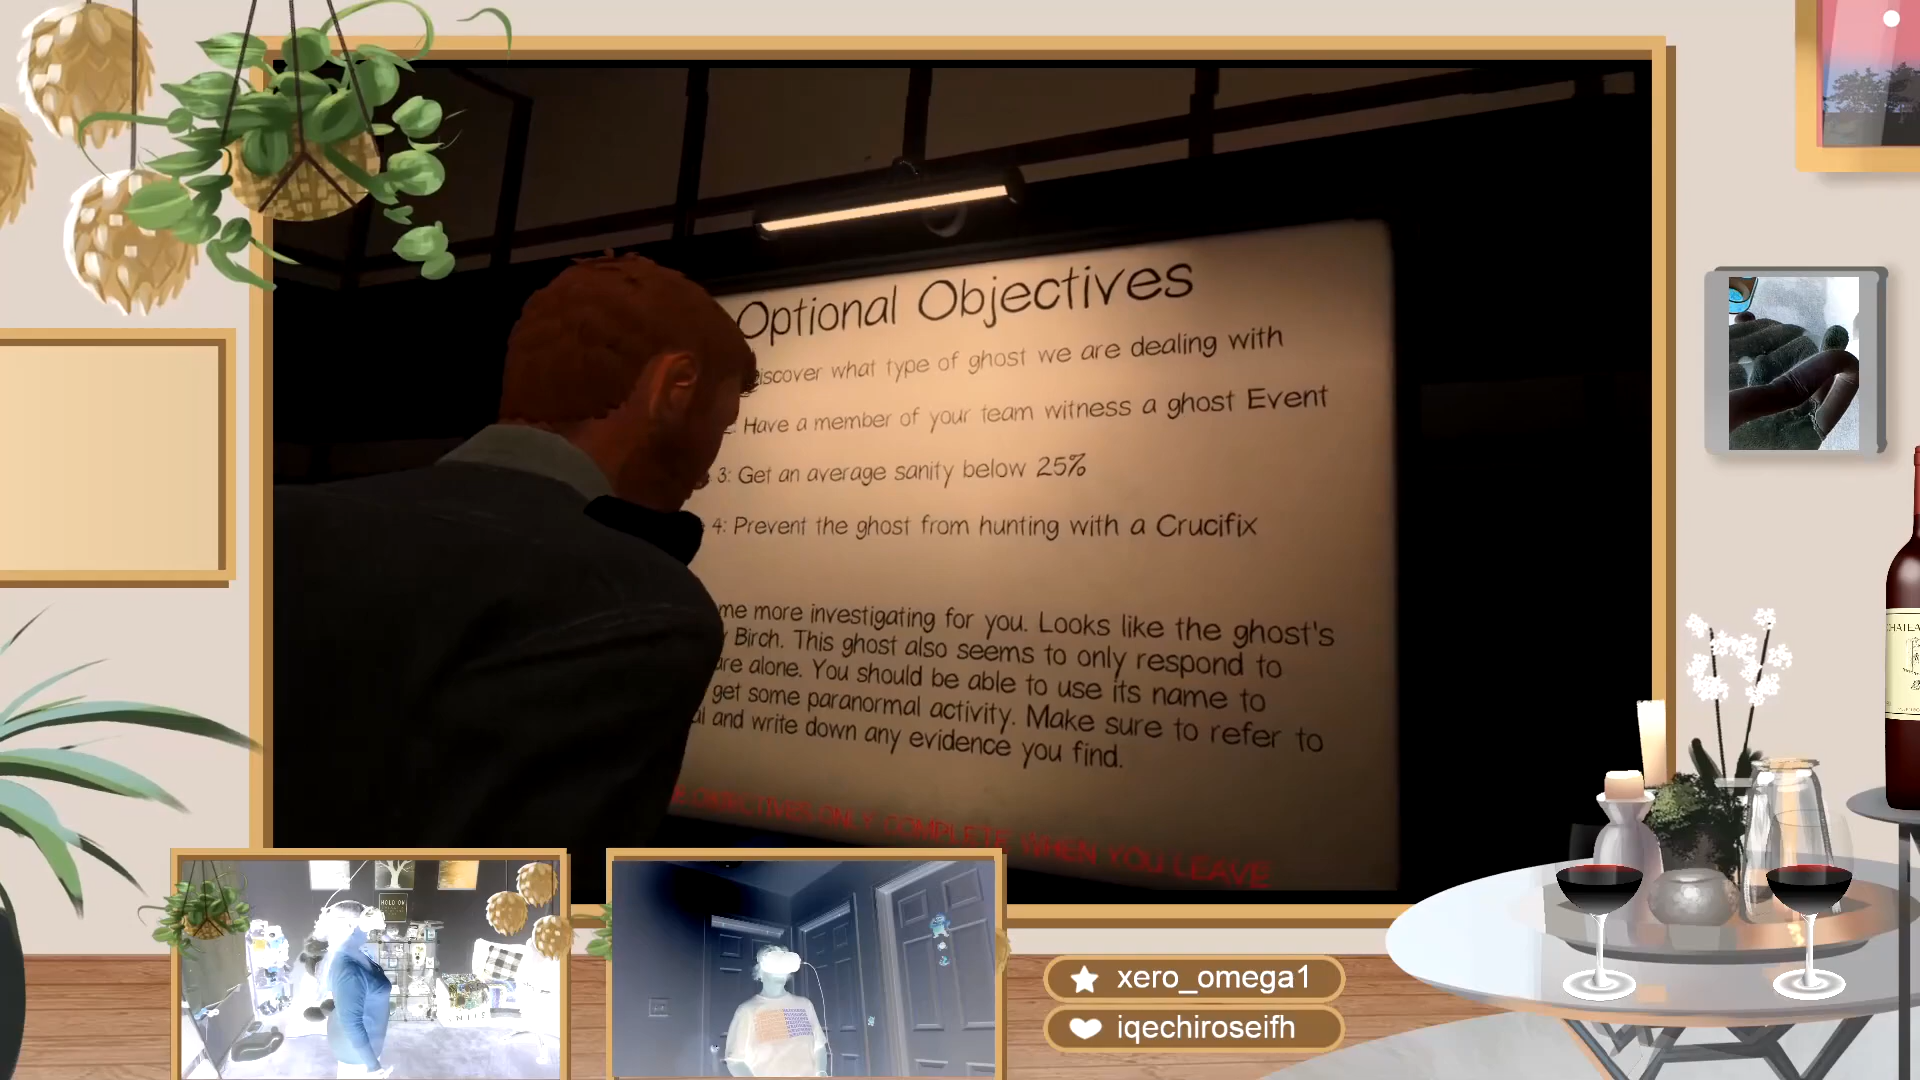 Optional Objectives
iscover what type of ghost we are dealing with
Have a member of your team witness a ghost Event
3: Get an average sanity below 25%
4: Prevent the ghost from hunting with a Crucifix
me more investigating for you. Looks like the ghost's
Birch. This ghost also seems to only respond to
are alone. You should be able to use its name to
get some paranormal activity. Make sure to refer to
and write down any evidence you find.
OBJECTIVES ONLY COMPLETE WHEN YOU LEAVE
HOLD ON
xero_omega1
iqechiroseifh